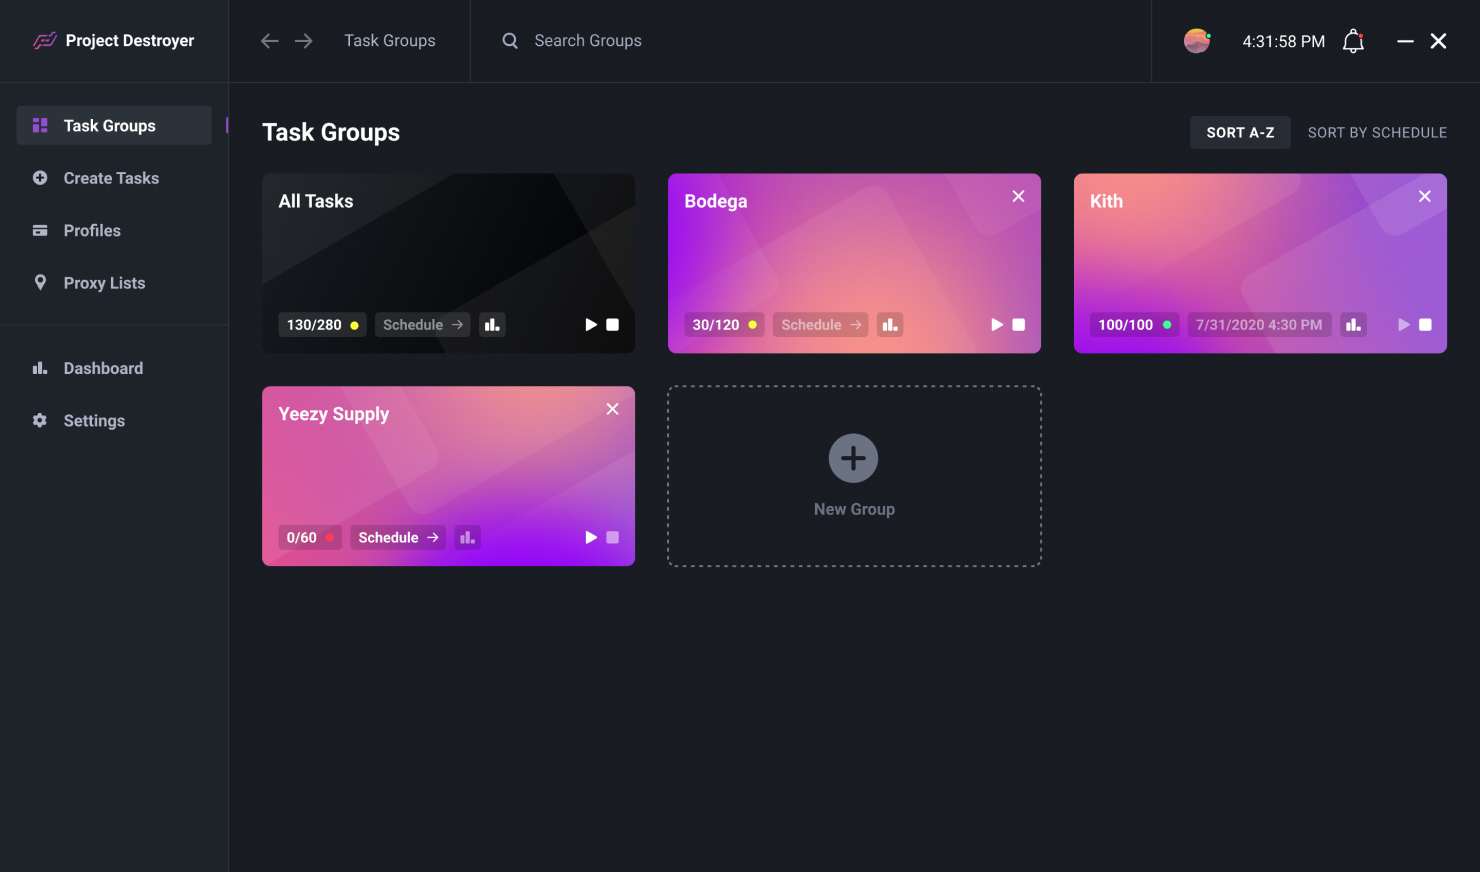 Project Destroyer
Task Groups
Search Groups
4:31:58 PM
Task Groups
Create Tasks
Profiles
Proxy Lists
Dashboard
Settings
Task Groups
SORT A-Z
SORT BY SCHEDULE
All Tasks
130/280
Schedule →
Bodega
30/120
Schedule →
Kith
100/100
7/31/2020 4:30 PM
Yeezy Supply
0/60
Schedule →
New Group